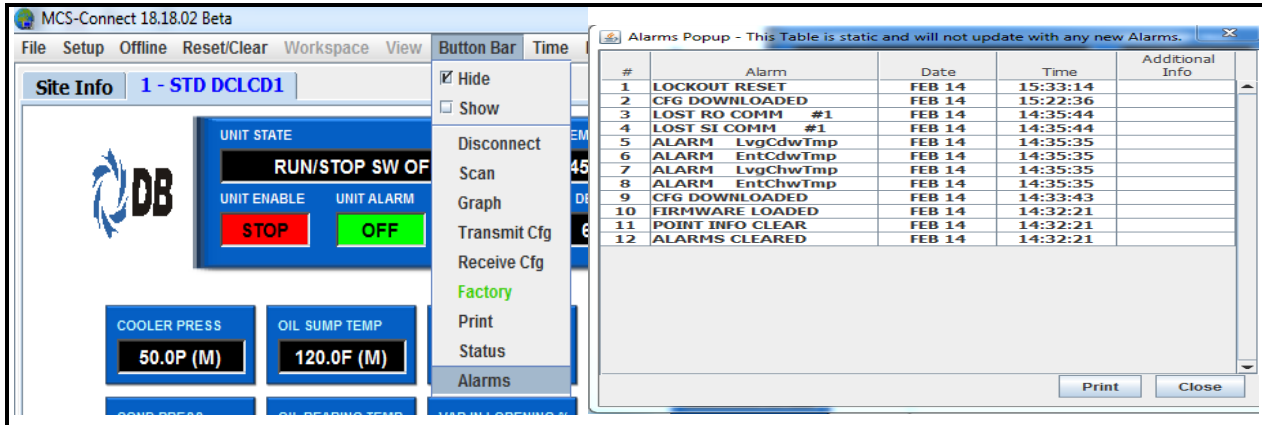 MCS-Connect 18.18.02 Beta
File Setup Offline Reset/Clear Workspace View Button Bar Time
Site Info 1 - STD DCLCD1
Hide
Show
Disconnect
Scan
Graph
Transmit Cfg
Receive Cfg
Factory
Print
Status
Alarms
DB
UNIT STATE
RUN/STOP SW OF
UNIT ENABLE UNIT ALARM
STOP OFF
COOLER PRESS OIL SUMP TEMP
50.0P (M) 120.0F (M)
Alarms Popup - This Table is static and will not update with any new Alarms.
# Alarm Date Time Additional Info
1 LOCKOUT RESET FEB 14 15:33:14
2 CFG DOWNLOADED FEB 14 15:22:36
3 LOST RO COMM #1 FEB 14 14:35:44
4 LOST SI COMM #1 FEB 14 14:35:44
5 ALARM LvgCdwTmp FEB 14 14:35:35
6 ALARM EntCdwTmp FEB 14 14:35:35
7 ALARM LvgChwTmp FEB 14 14:35:35
8 ALARM EntChwTmp FEB 14 14:35:35
9 CFG DOWNLOADED FEB 14 14:33:43
10 FIRMWARE LOADED FEB 14 14:32:21
11 POINT INFO CLEAR FEB 14 14:32:21
12 ALARMS CLEARED FEB 14 14:32:21
Print Close